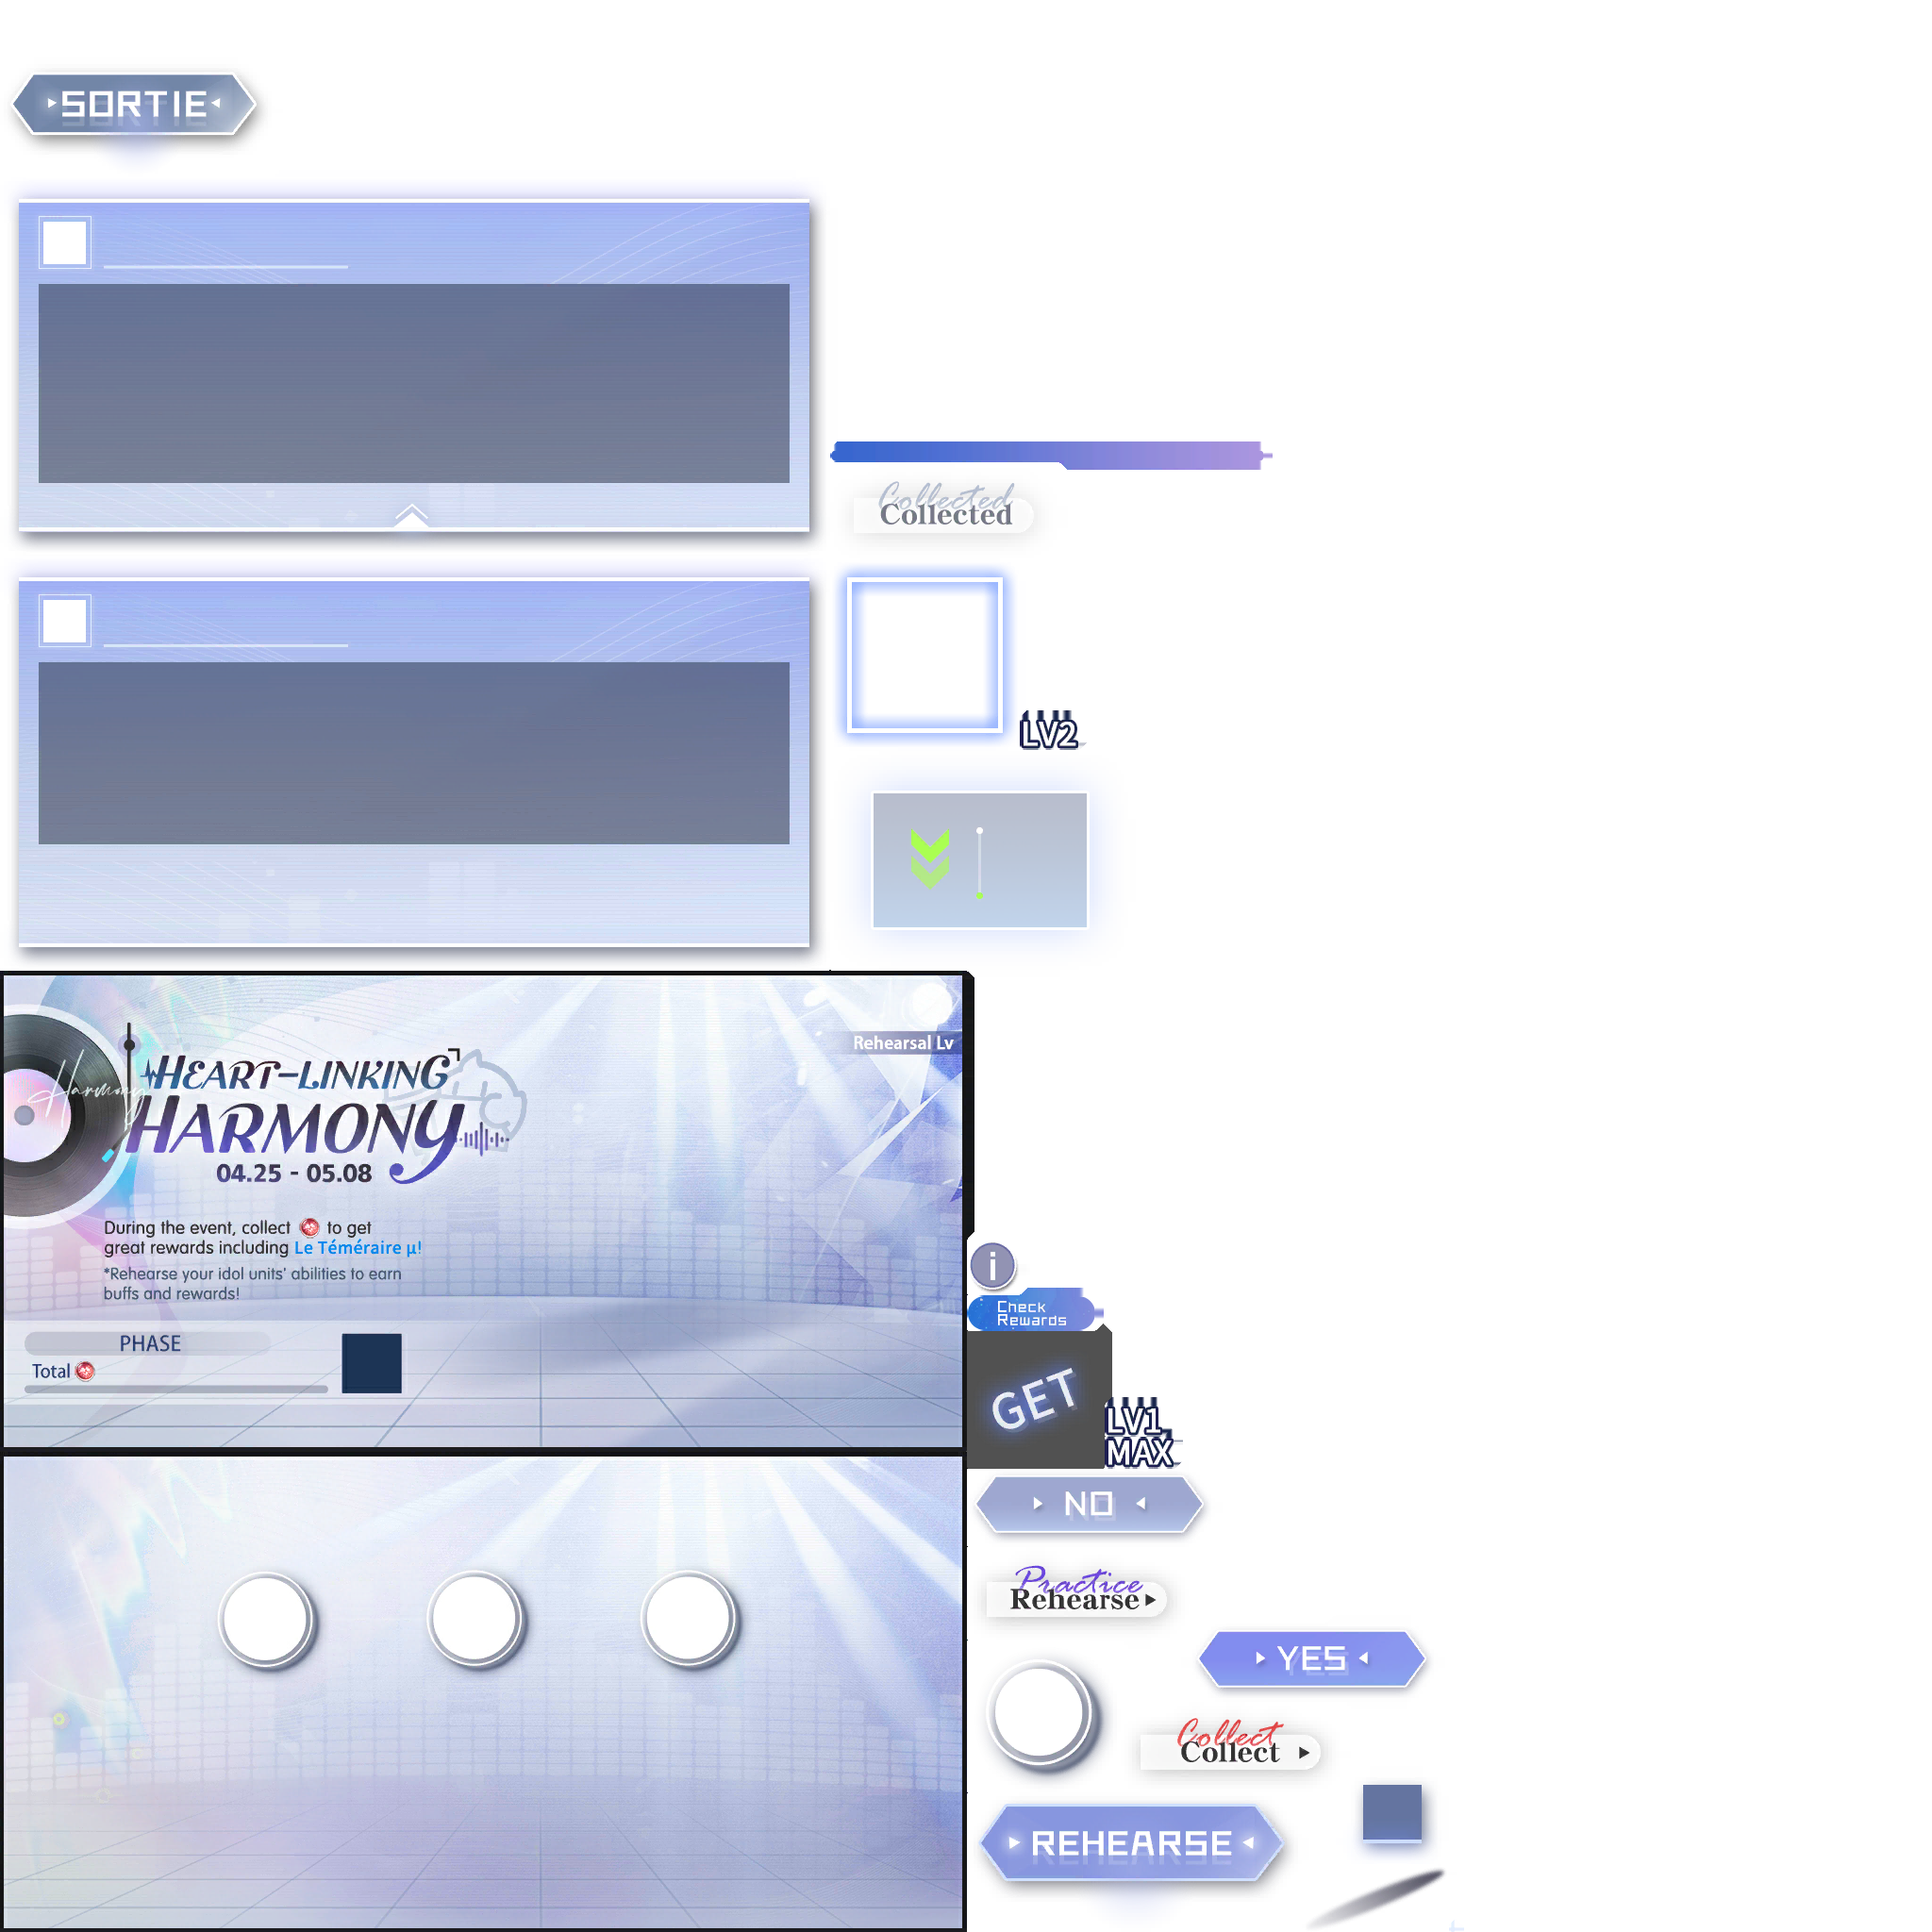 SORTIE
Collected
Collected
LV2
Rehearsal Lv
Harmony
HEART-LINKING
HARMONY
04.25 - 05.08
During the event, collect to get
great rewards including Le Téméraire μ!
*Rehearse your idol units' abilities to earn
buffs and rewards!
PHASE
Total
i
Check
Rewards
GET
LV1
MAX
NO
Practice
Rehearse
YES
Collect
Collect
REHEARSE